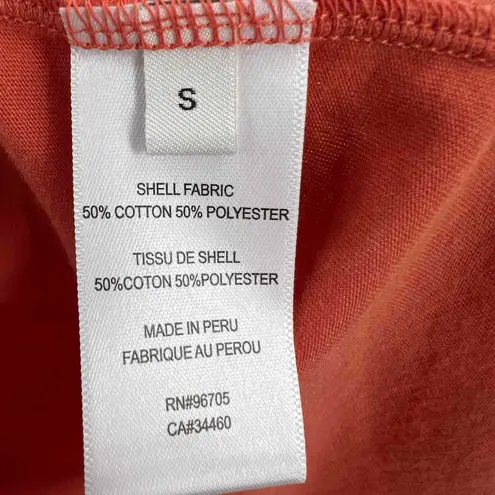 S
SHELL FABRIC
50% COTTON 50% POLYESTER
TISSU DE SHELL
50%COTON 50%POLYESTER
MADE IN PERU
FABRIQUE AU PEROU
RN#96705
CA#34460